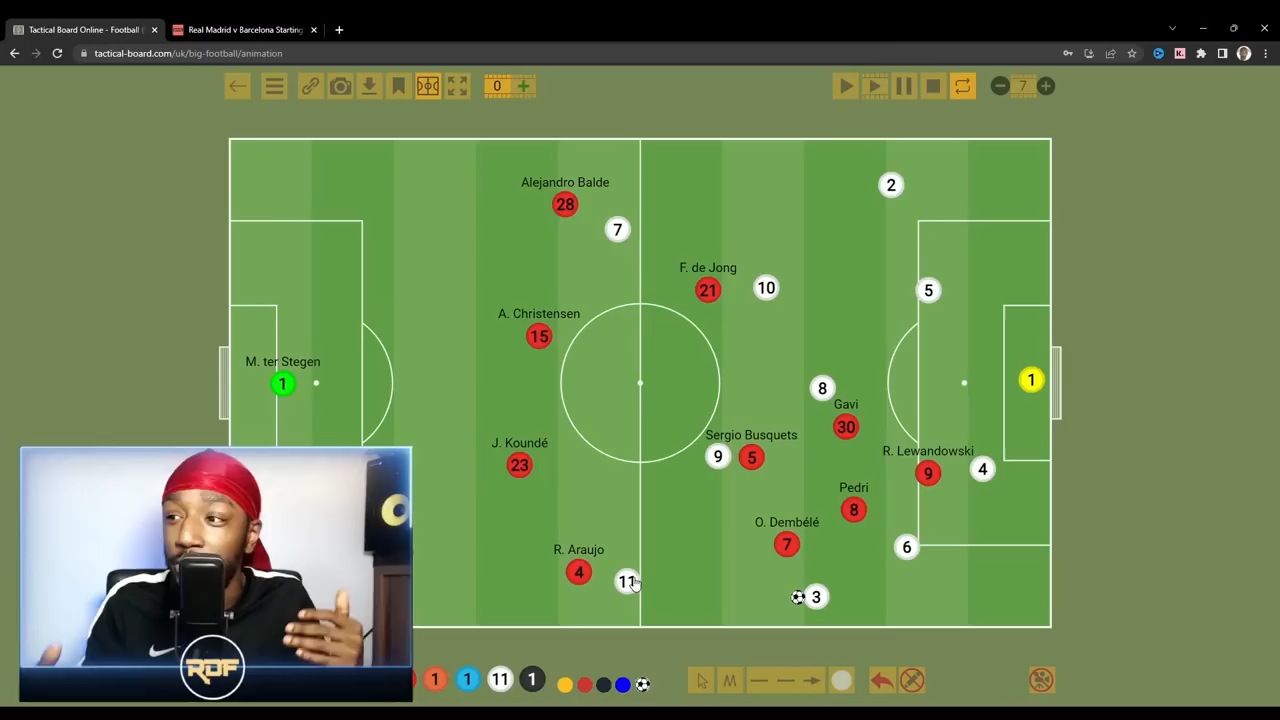 Tactical Board Online - Football
Real Madrid v Barcelona Starting
tactical-board.com/uk/big-football/animation
0
7
Alejandro Balde
28
7
2
F. de Jong
21
10
5
A. Christensen
15
M. ter Stegen
1
1
8
Gavi
30
J. Koundé
23
Sergio Busquets
9
5
R. Lewandowski
9
4
Pedri
8
O. Dembélé
7
6
R. Araujo
4
11
3
RDF
1
1
11
1
M